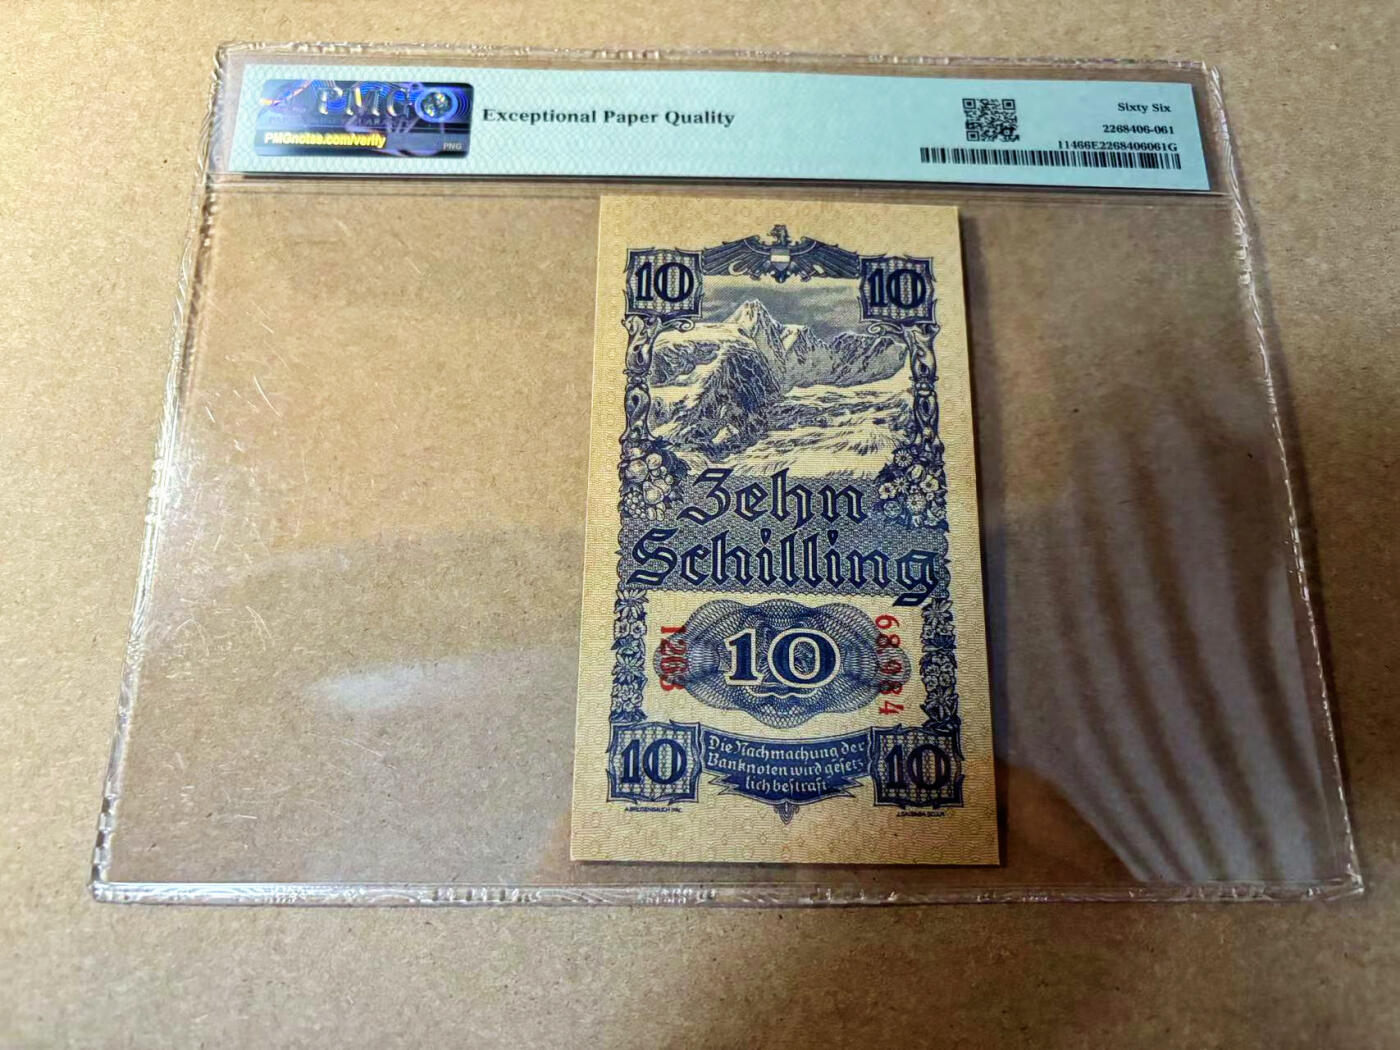 PMG
PMGnotes.com/verify
PNG
Exceptional Paper Quality
Sixty Six
2268406-061
11466E2268406061G
10
10
Zehn
Schilling
1263
10
68984
10
Die Nachmachung der
Banknoten wird gesetz-
lich bestraft.
10